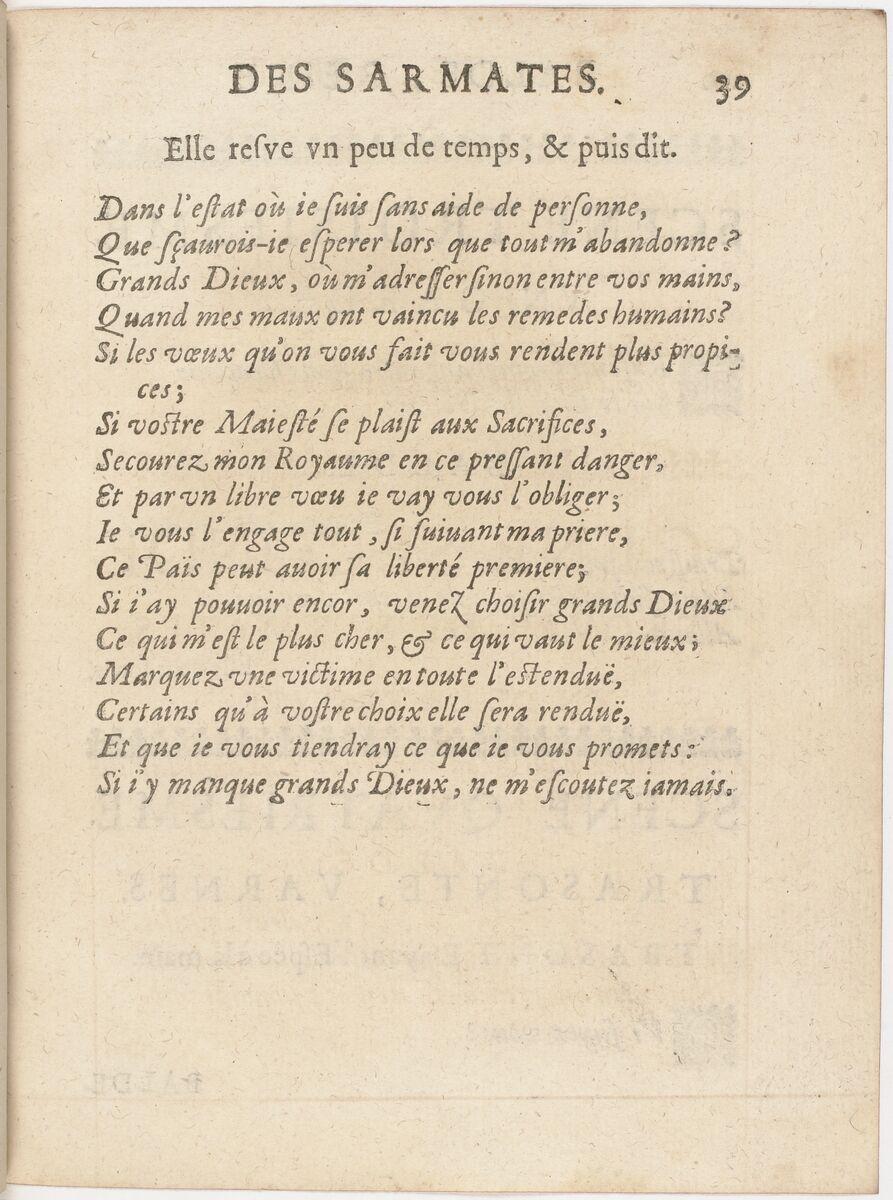 DES SARMATES. 39
Elle resve vn peu de temps, & puis dit.
Dans l'eſtat où ie ſuis ſans aide de perſonne,
Que ſçaurois-ie eſperer lors que tout m'abandonne?
Grands Dieux, où m'adreſſer ſinon entre vos mains,
Quand mes maux ont vaincu les remedes humains?
Si les vœux qu'on vous fait vous rendent plus propi-
ces;
Si voſtre Maieſté ſe plaiſt aux Sacrifices,
Secourez mon Royaume en ce preſſant danger,
Et par vn libre vœu ie vay vous l'obliger;
Ie vous l'engage tout, ſi ſuiuant ma priere,
Ce Païs peut auoir ſa liberté premiere;
Si i'ay pouuoir encor, venez choiſir grands Dieux
Ce qui m'eſt le plus cher, & ce qui vaut le mieux;
Marquez vne victime en toute l'eſtenduë,
Certains qu'à voſtre choix elle ſera renduë,
Et que ie vous tiendray ce que ie vous promets:
Si i'y manque grands Dieux, ne m'eſcoutez iamais.